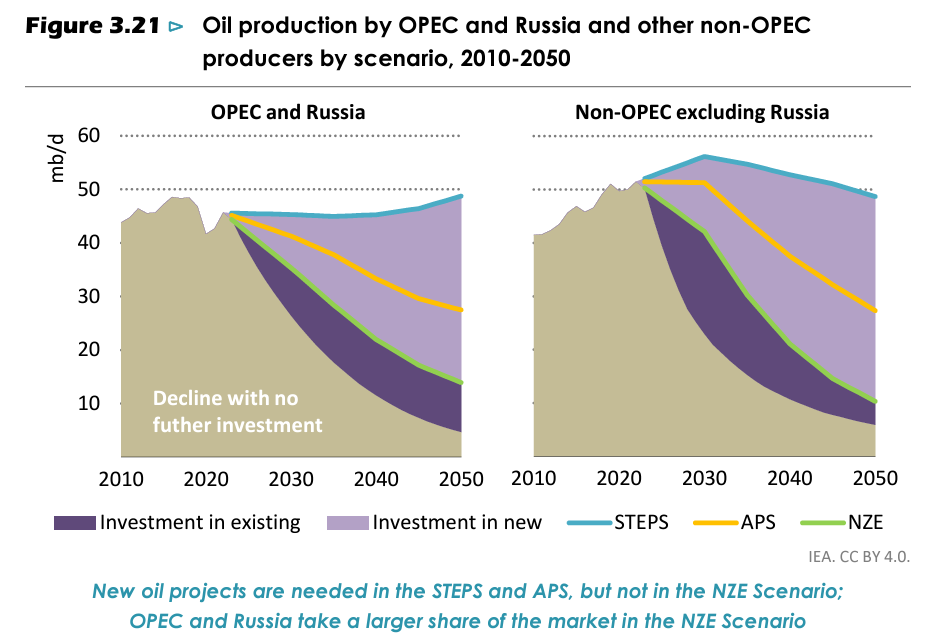 Figure 3.21 ▷ Oil production by OPEC and Russia and other non-OPEC
producers by scenario, 2010-2050
OPEC and Russia
Non-OPEC excluding Russia
mb/d
60
50
40
30
20
10
Decline with no
futher investment
2010 2020 2030 2040 2050
2010 2020 2030 2040 2050
Investment in existing Investment in new STEPS APS NZE
IEA. CC BY 4.0.
New oil projects are needed in the STEPS and APS, but not in the NZE Scenario;
OPEC and Russia take a larger share of the market in the NZE Scenario